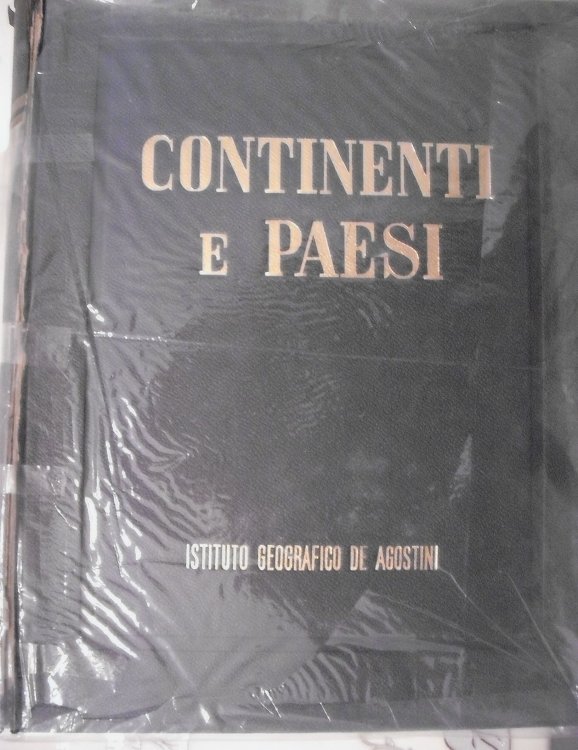 CONTINENTI
E PAESI
ISTITUTO GEOGRAFICO DE AGOSTINI